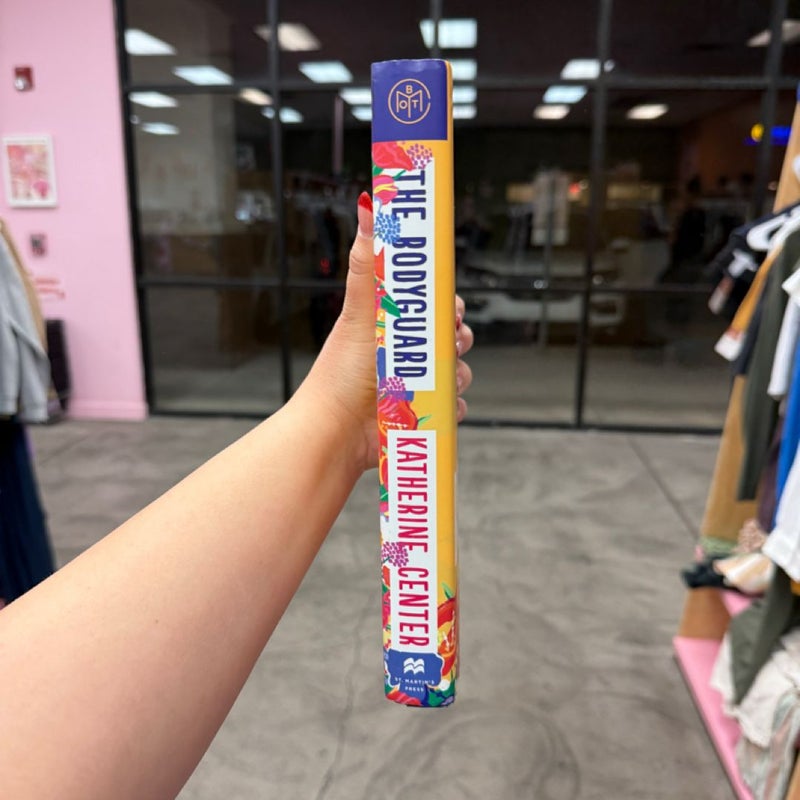 BOTM
THE BODYGUARD
KATHERINE CENTER
ST. MARTIN'S
PRESS